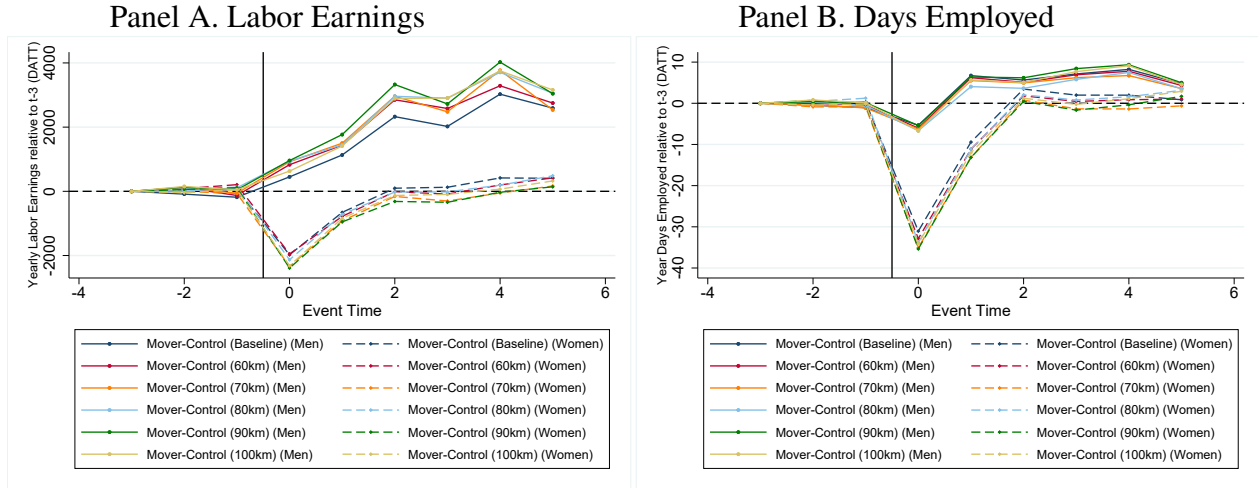 Panel A. Labor Earnings
Yearly Labor Earnings relative to t-3 (DATT)
4000
2000
0
-2000
-4 -2 0 2 4 6
Event Time
Mover-Control (Baseline) (Men) Mover-Control (Baseline) (Women)
Mover-Control (60km) (Men) Mover-Control (60km) (Women)
Mover-Control (70km) (Men) Mover-Control (70km) (Women)
Mover-Control (80km) (Men) Mover-Control (80km) (Women)
Mover-Control (90km) (Men) Mover-Control (90km) (Women)
Mover-Control (100km) (Men) Mover-Control (100km) (Women)
Panel B. Days Employed
Year Days Employed relative to t-3 (DATT)
10
0
-10
-20
-30
-40
-4 -2 0 2 4 6
Event Time
Mover-Control (Baseline) (Men) Mover-Control (Baseline) (Women)
Mover-Control (60km) (Men) Mover-Control (60km) (Women)
Mover-Control (70km) (Men) Mover-Control (70km) (Women)
Mover-Control (80km) (Men) Mover-Control (80km) (Women)
Mover-Control (90km) (Men) Mover-Control (90km) (Women)
Mover-Control (100km) (Men) Mover-Control (100km) (Women)